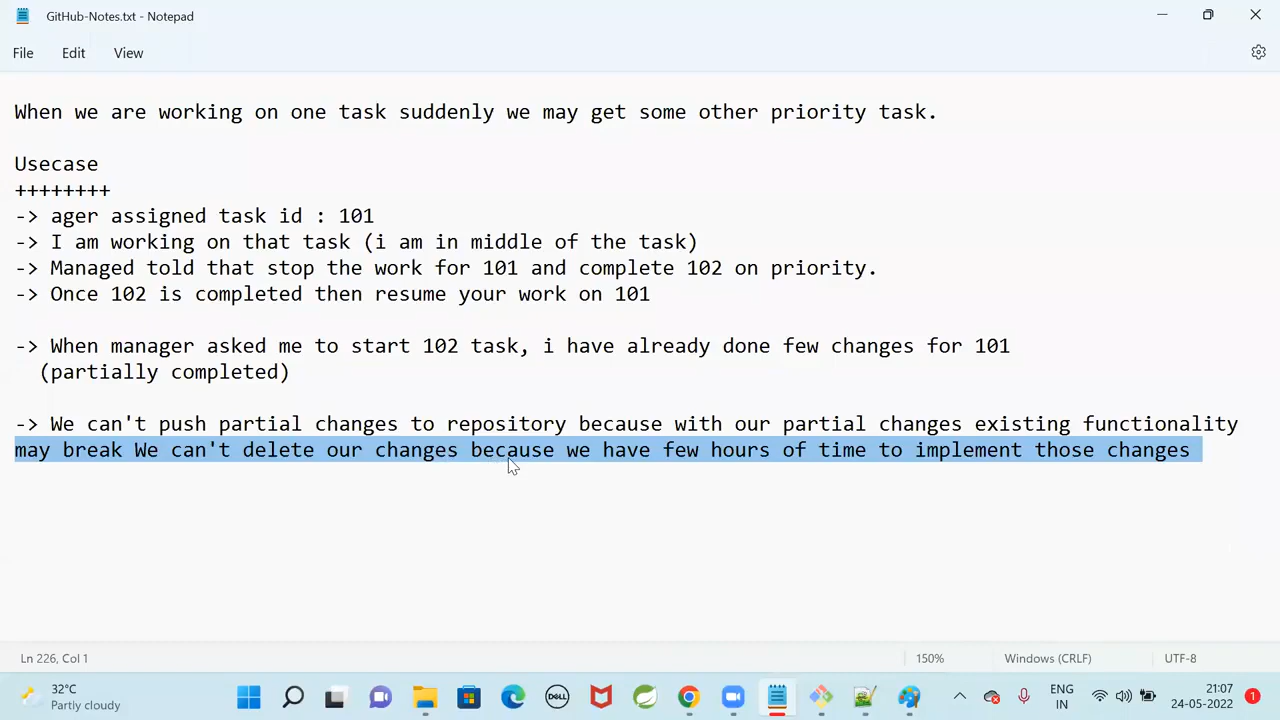 GitHub-Notes.txt - Notepad
File Edit View
When we are working on one task suddenly we may get some other priority task.
Usecase
++++++++
-> ager assigned task id : 101
-> I am working on that task (i am in middle of the task)
-> Managed told that stop the work for 101 and complete 102 on priority.
-> Once 102 is completed then resume your work on 101
-> When manager asked me to start 102 task, i have already done few changes for 101
(partially completed)
-> We can't push partial changes to repository because with our partial changes existing functionality
may break We can't delete our changes because we have few hours of time to implement those changes
Ln 226, Col 1 150% Windows (CRLF) UTF-8
32°C
Partly cloudy
DELL
ENG
IN
21:07
24-05-2022
1